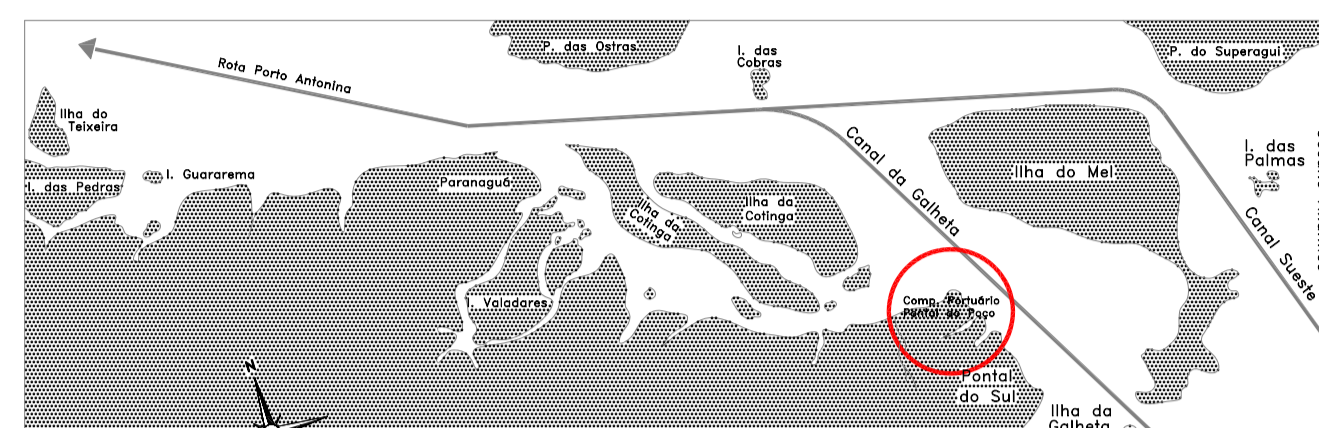 P. das Ostras
I. das
Cobras
P. do Superagui
Rota Porto Antonina
Ilha do
Teixeira
I. das
Palmas
Canal da Galheta
Ilha do Mel
I. Guararema
I. das Pedras
Paranaguá
Ilha da
Cotinga
Ilha da
Cotinga
Canal Sueste
I. Valadares
Comp. Portuário
Pontal do Poço
Pontal
do Sul
N
Ilha da
Galheta